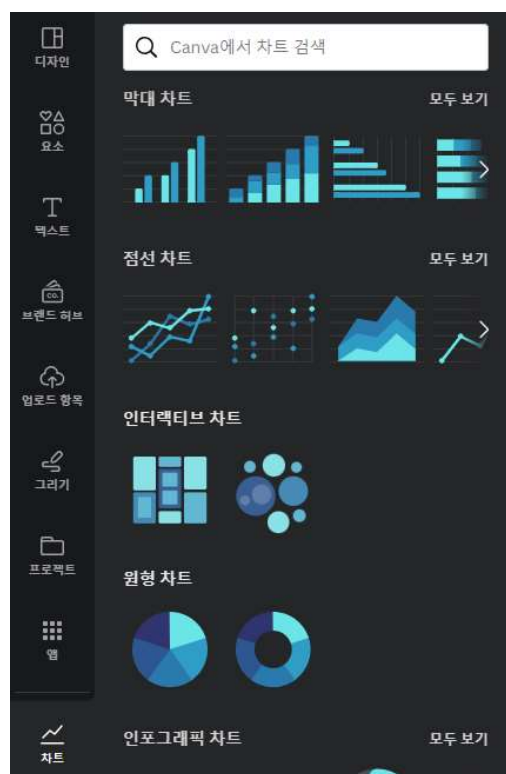 디자인
요소
텍스트
CO.
브랜드 허브
업로드 항목
그리기
프로젝트
앱
차트
Canva에서 차트 검색
막대 차트 모두 보기
점선 차트 모두 보기
인터랙티브 차트
원형 차트
인포그래픽 차트 모두 보기